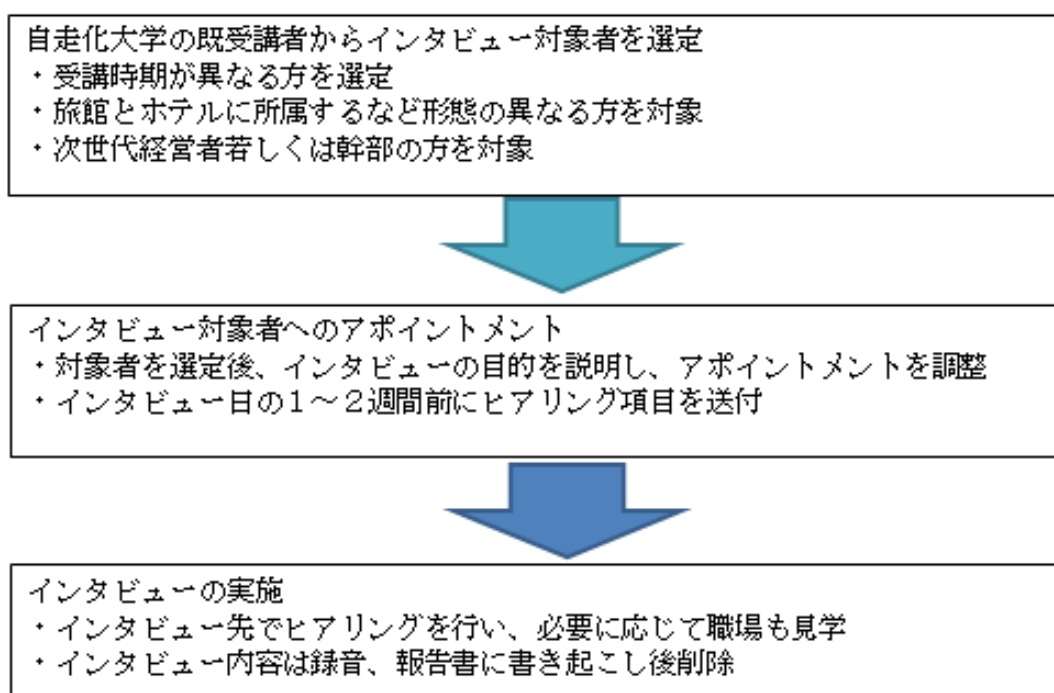 自走化大学の既受講者からインタビュー対象者を選定
・受講時期が異なる方を選定
・旅館とホテルに所属するなど形態の異なる方を対象
・次世代経営者若しくは幹部の方を対象
インタビュー対象者へのアポイントメント
・対象者を選定後、インタビューの目的を説明し、アポイントメントを調整
・インタビュー日の１～２週間前にヒアリング項目を送付
インタビューの実施
・インタビュー先でヒアリングを行い、必要に応じて職場も見学
・インタビュー内容は録音、報告書に書き起こし後削除